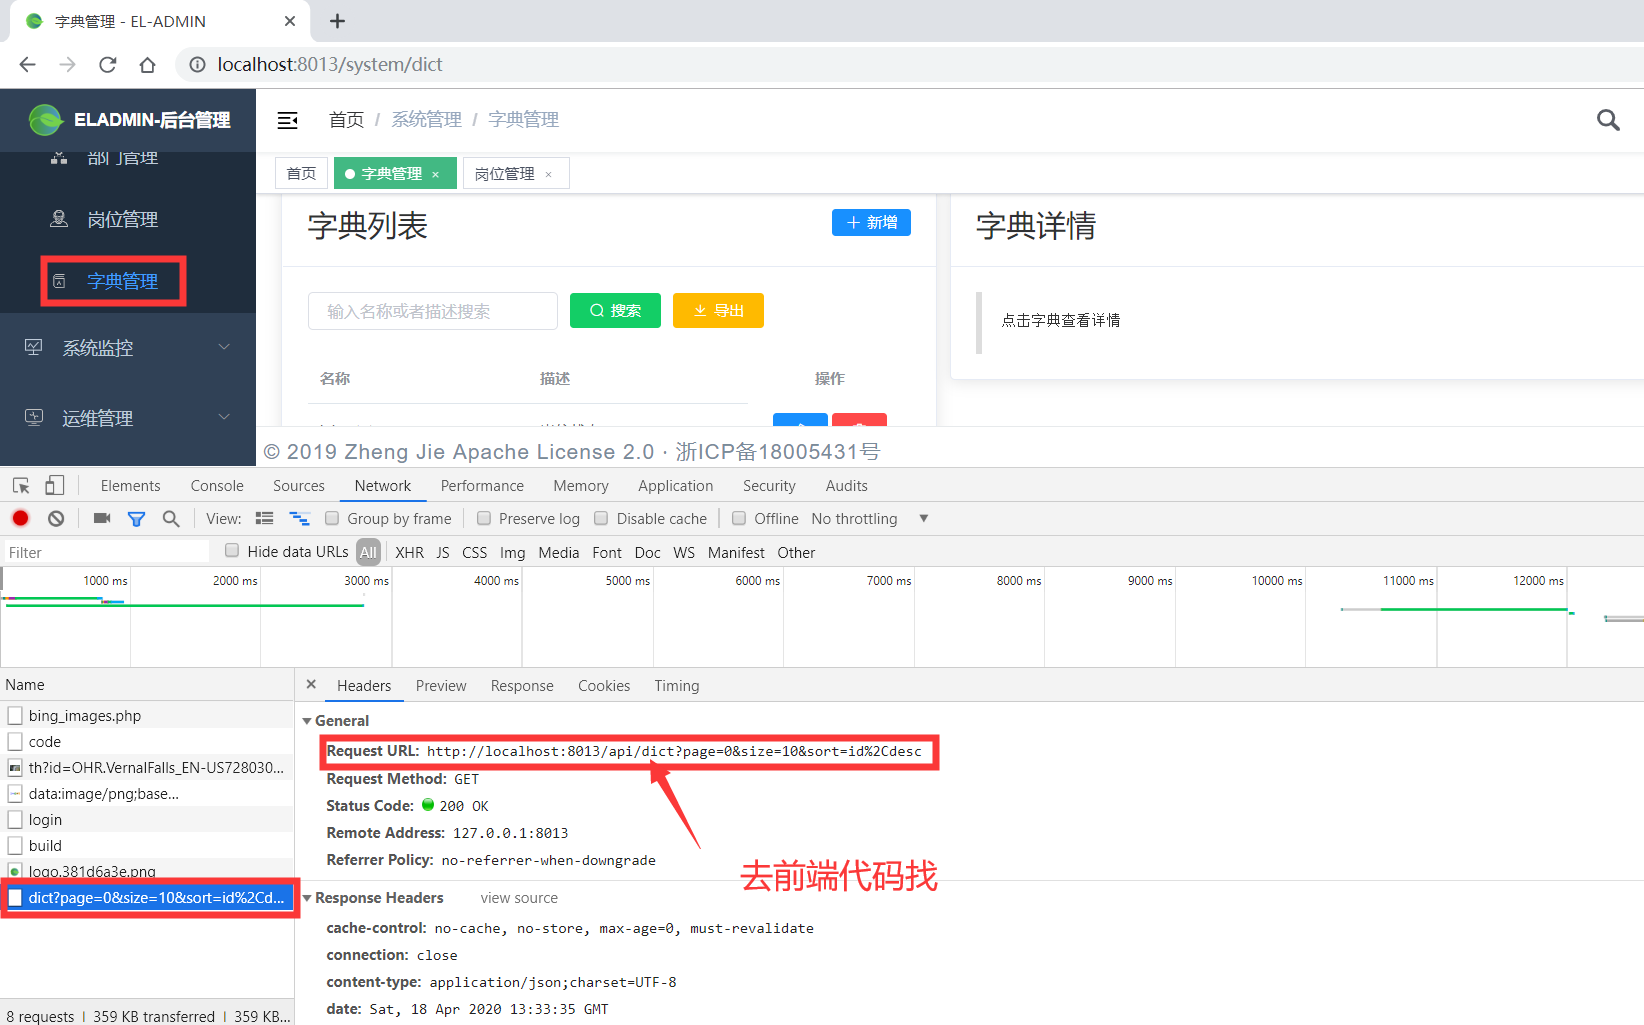 字典管理 - EL-ADMIN
localhost:8013/system/dict
ELADMIN-后台管理
首页 / 系统管理 / 字典管理
部门管理
首页
字典管理 ×
岗位管理 ×
岗位管理
字典管理
系统监控
运维管理
字典列表
新增
输入名称或者描述搜索
搜索
导出
名称
描述
操作
字典详情
点击字典查看详情
© 2019 Zheng Jie Apache License 2.0 · 浙ICP备18005431号
Elements
Console
Sources
Network
Performance
Memory
Application
Security
Audits
View:
Group by frame
Preserve log
Disable cache
Offline
No throttling
Filter
Hide data URLs
All
XHR
JS
CSS
Img
Media
Font
Doc
WS
Manifest
Other
1000 ms
2000 ms
3000 ms
4000 ms
5000 ms
6000 ms
7000 ms
8000 ms
9000 ms
10000 ms
11000 ms
12000 ms
Name
bing_images.php
code
th?id=OHR.VernalFalls_EN-US728030...
data:image/png;base...
login
build
logo.381d6a3e.png
dict?page=0&size=10&sort=id%2Cd...
8 requests
359 KB transferred
359 KB...
Headers
Preview
Response
Cookies
Timing
General
Request URL: http://localhost:8013/api/dict?page=0&size=10&sort=id%2Cdesc
Request Method: GET
Status Code: 200 OK
Remote Address: 127.0.0.1:8013
Referrer Policy: no-referrer-when-downgrade
去前端代码找
Response Headers
view source
cache-control: no-cache, no-store, max-age=0, must-revalidate
connection: close
content-type: application/json;charset=UTF-8
date: Sat, 18 Apr 2020 13:33:35 GMT